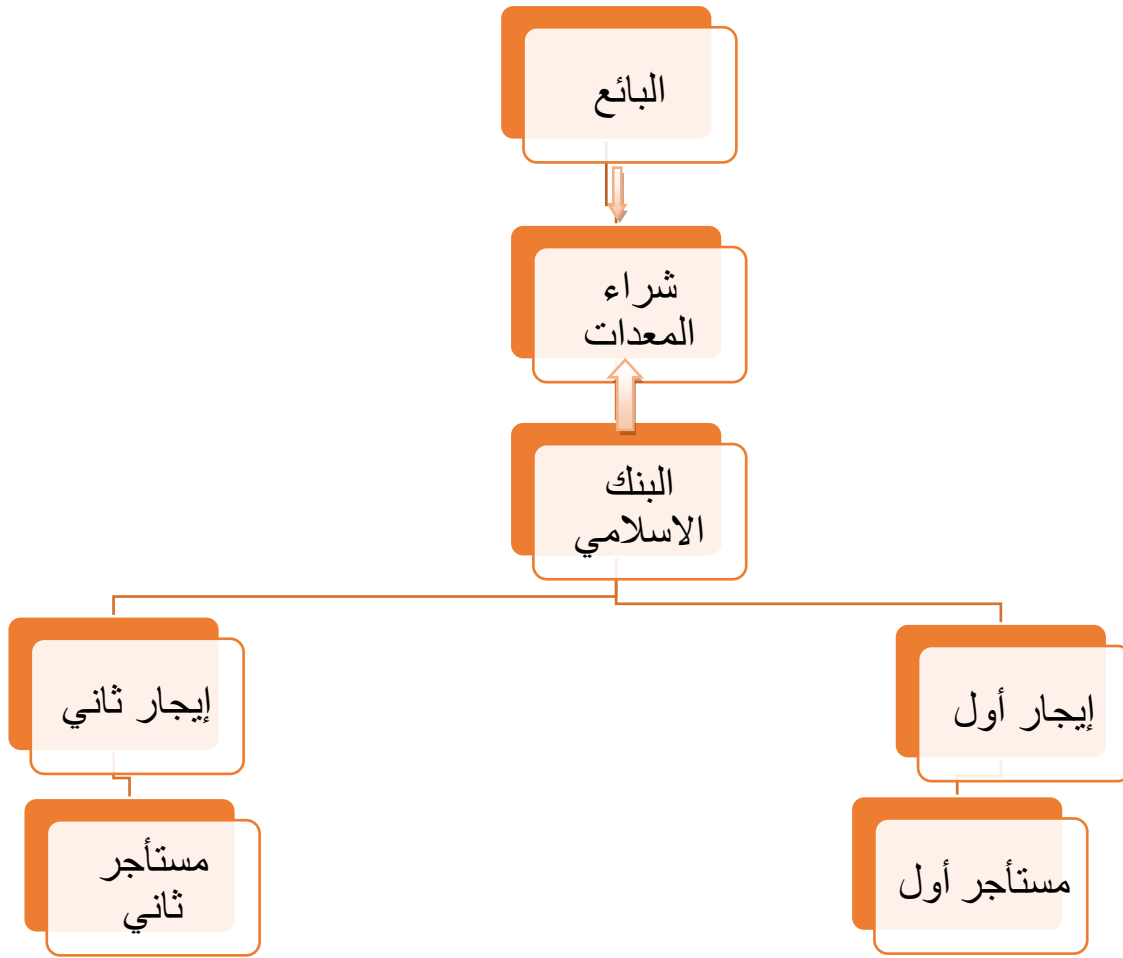 البائع
شراء
المعدات
البنك
الاسلامي
إيجار أول
إيجار ثاني
مستأجر أول
مستأجر
ثاني